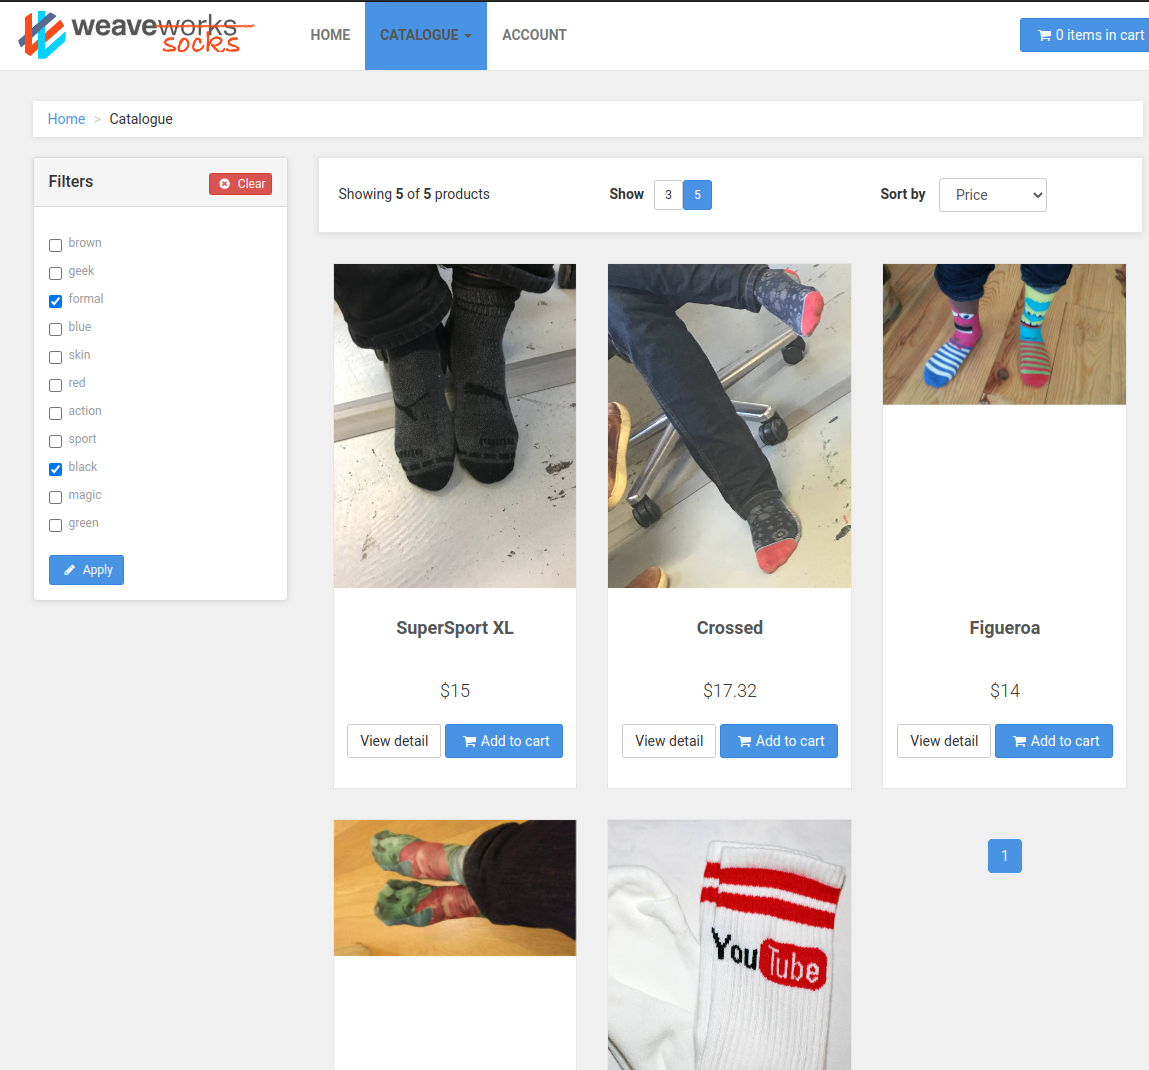 weaveworks
socks
HOME
CATALOGUE
ACCOUNT
0 items in cart
Home > Catalogue
Filters
Clear
brown
geek
formal
blue
skin
red
action
sport
black
magic
green
Apply
Showing 5 of 5 products
Show 3 5
Sort by Price
SuperSport XL
$15
View detail
Add to cart
Crossed
$17.32
View detail
Add to cart
Figueroa
$14
View detail
Add to cart
YouTube
1